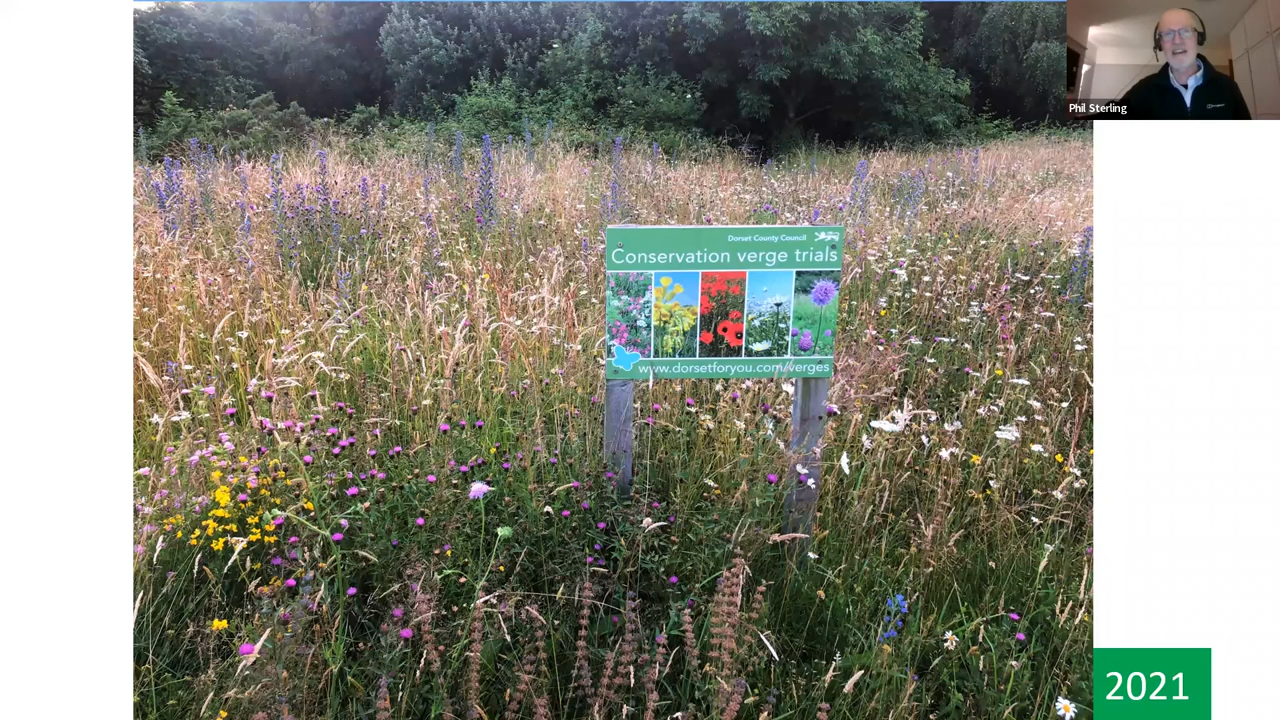 Phil Sterling
Dorset County Council
Conservation verge trials
www.dorsetforyou.com/verges
2021